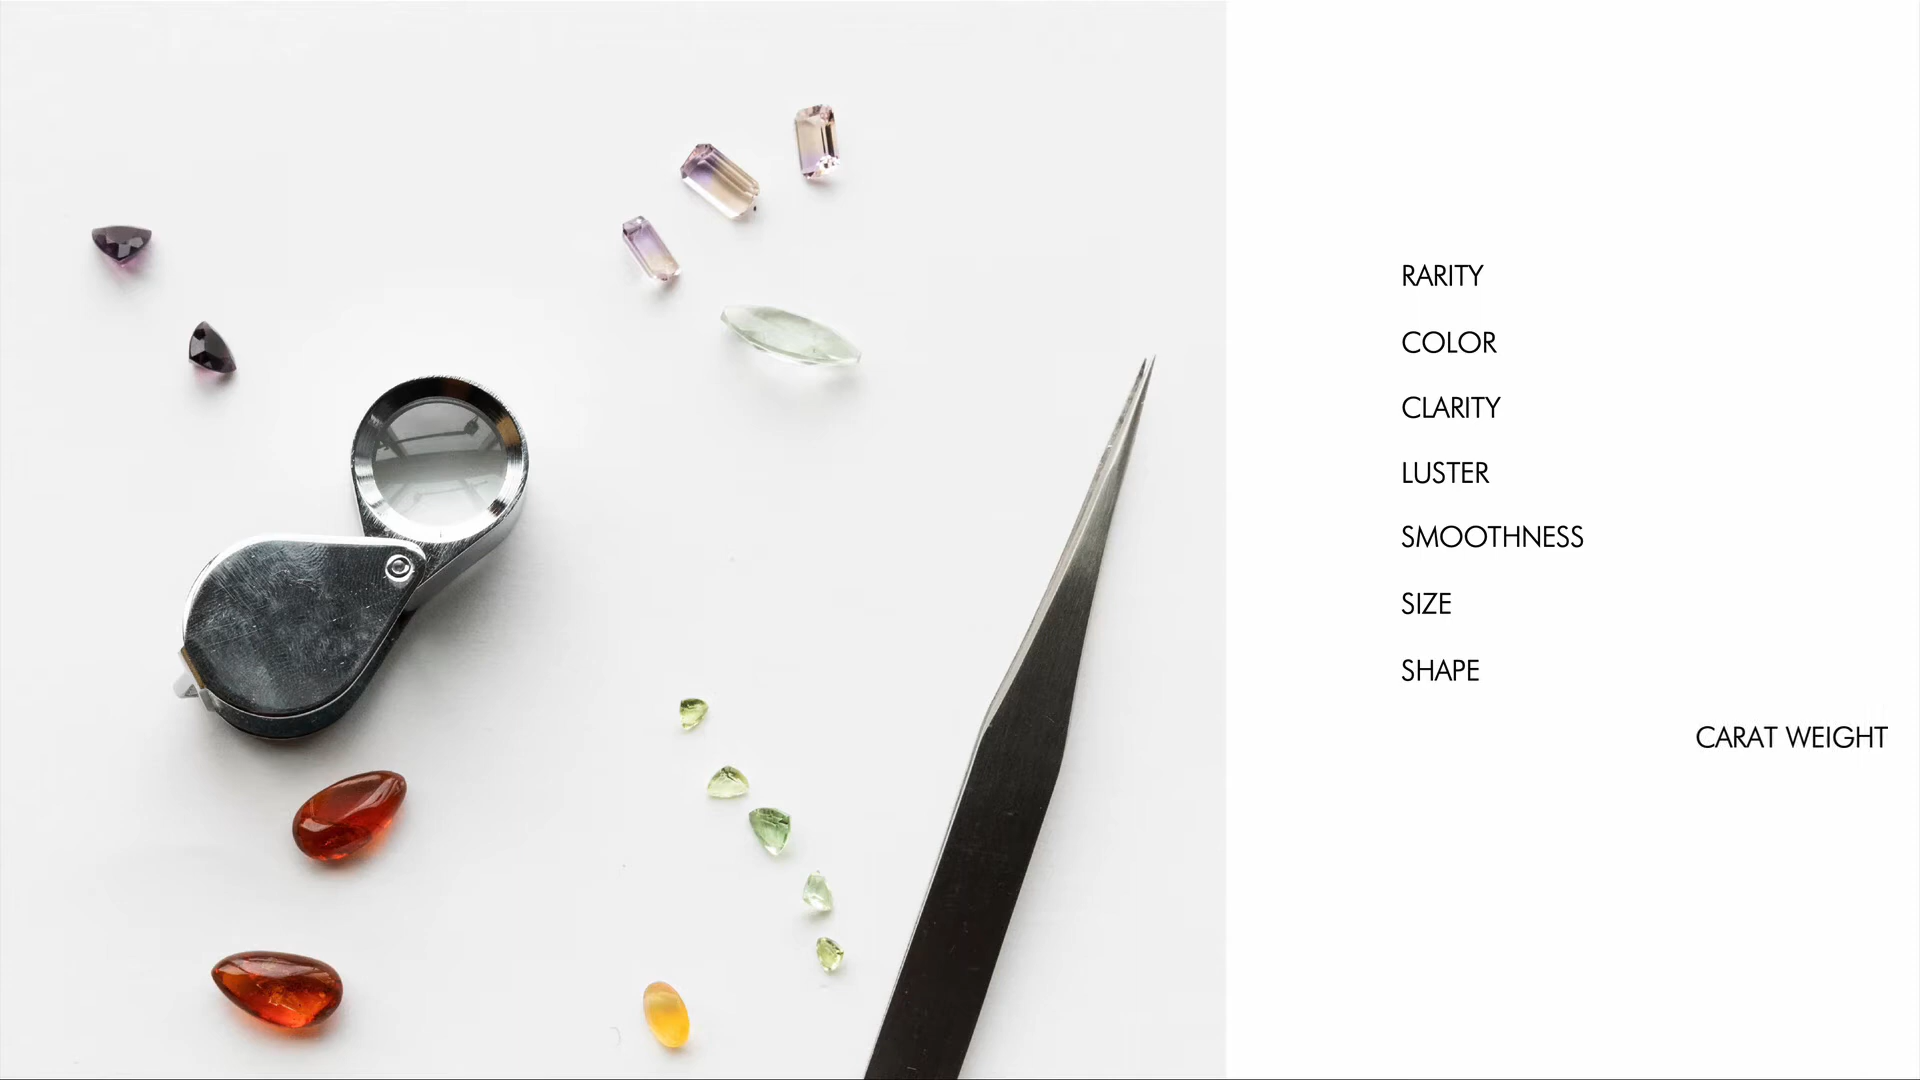 RARITY
COLOR
CLARITY
LUSTER
SMOOTHNESS
SIZE
SHAPE
CARAT WEIGHT